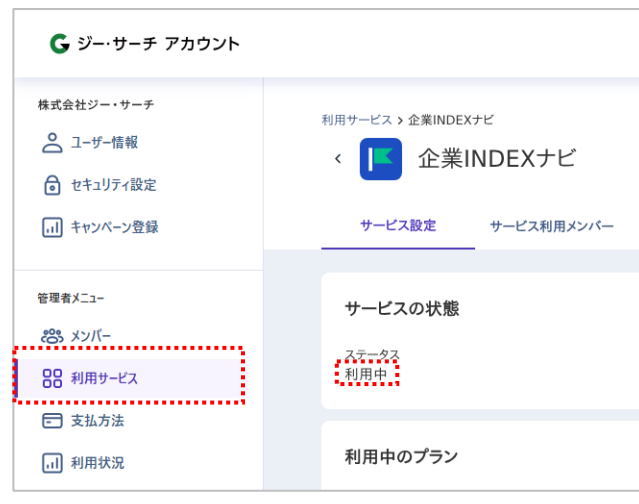 ジー・サーチ アカウント
株式会社ジー・サーチ
ユーザー情報
セキュリティ設定
キャンペーン登録
管理者メニュー
メンバー
利用サービス
支払方法
利用状況
利用サービス › 企業INDEXナビ
‹ 企業INDEXナビ
サービス設定 サービス利用メンバー
サービスの状態
ステータス
利用中
利用中のプラン